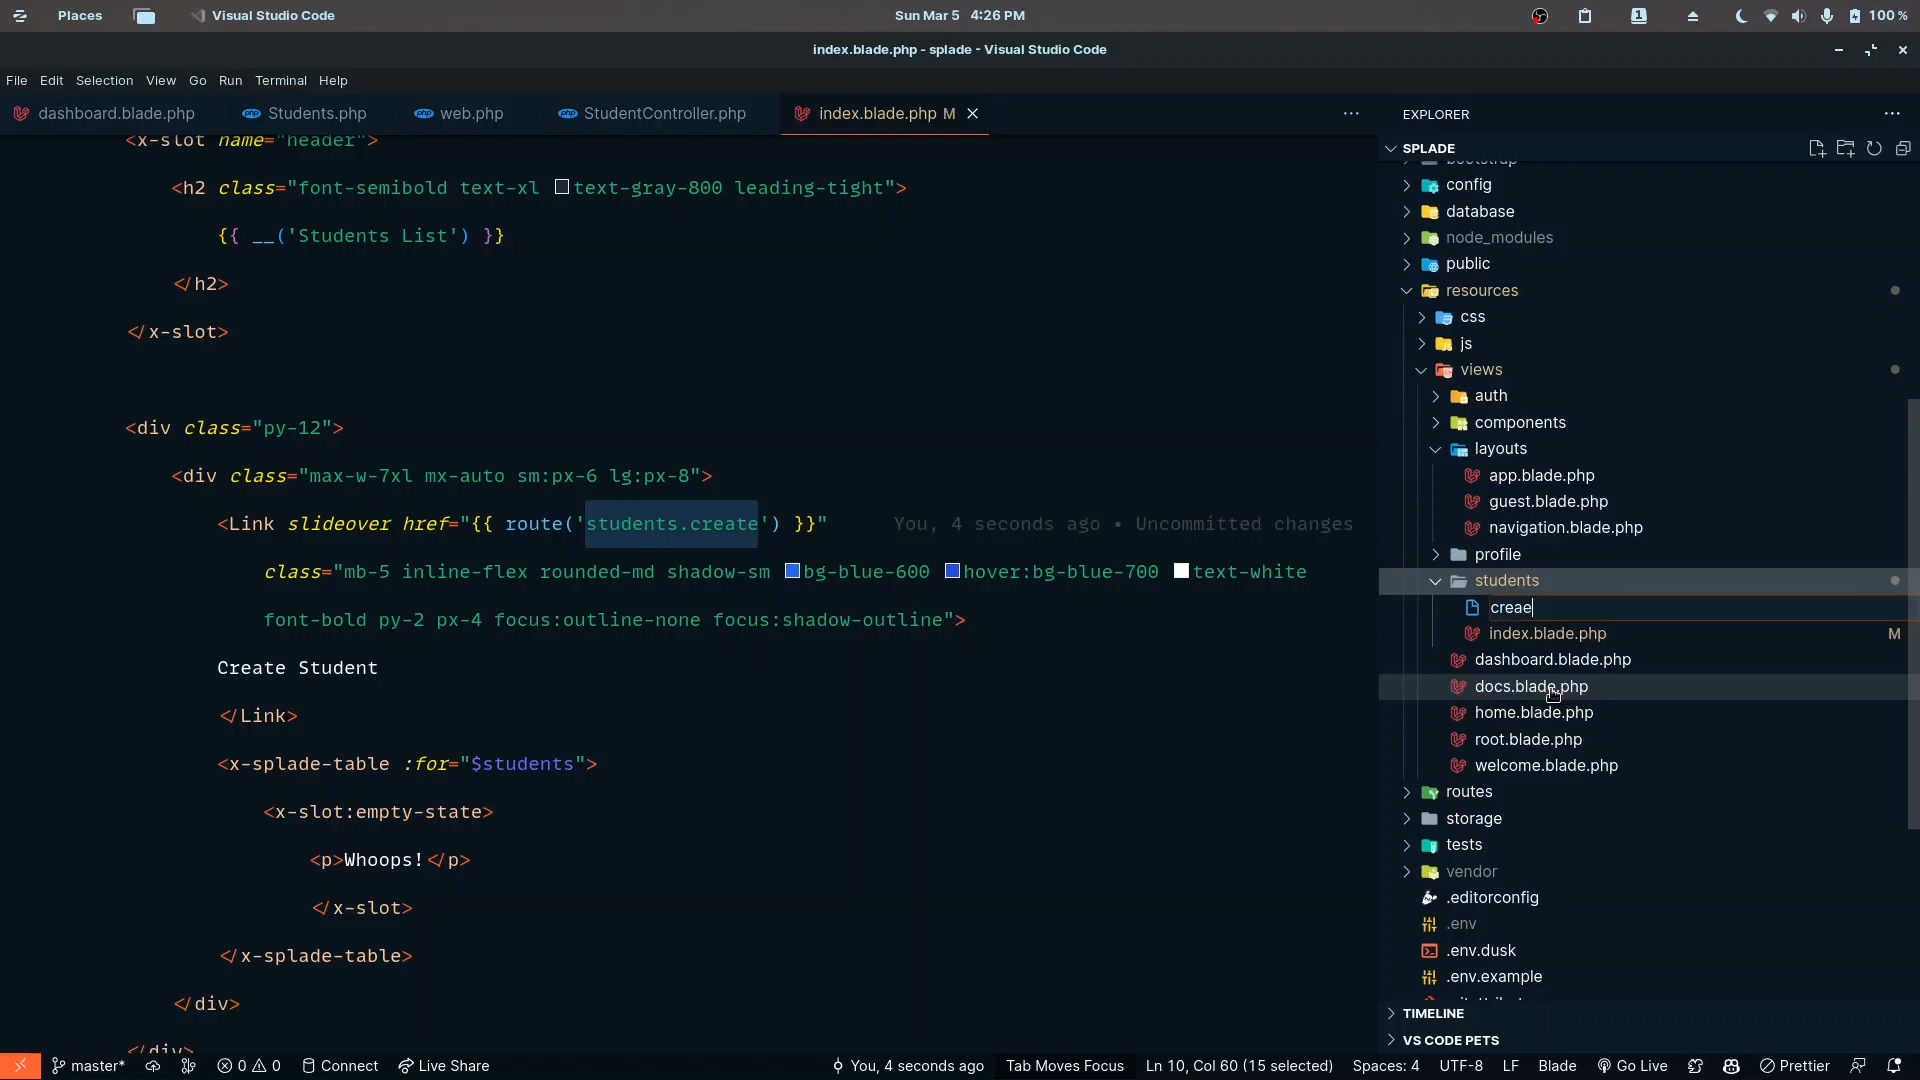 Places
Visual Studio Code
Sun Mar 5 4:26 PM
1
100 %
index.blade.php - splade - Visual Studio Code
File Edit Selection View Go Run Terminal Help
dashboard.blade.php
Students.php
web.php
StudentController.php
index.blade.php M
<x-slot name="header">
<h2 class="font-semibold text-xl text-gray-800 leading-tight">
{{ __('Students List') }}
</h2>
</x-slot>
<div class="py-12">
<div class="max-w-7xl mx-auto sm:px-6 lg:px-8">
<Link slideover href="{{ route('students.create') }}" You, 4 seconds ago • Uncommitted changes
class="mb-5 inline-flex rounded-md shadow-sm bg-blue-600 hover:bg-blue-700 text-white
font-bold py-2 px-4 focus:outline-none focus:shadow-outline">
Create Student
</Link>
<x-splade-table :for="$students">
<x-slot:empty-state>
<p>Whoops!</p>
</x-slot>
</x-splade-table>
</div>
</div>
EXPLORER
SPLADE
bootstrap
config
database
node_modules
public
resources
css
js
views
auth
components
layouts
app.blade.php
guest.blade.php
navigation.blade.php
profile
students
creae
index.blade.php M
dashboard.blade.php
docs.blade.php
home.blade.php
root.blade.php
welcome.blade.php
routes
storage
tests
vendor
.editorconfig
.env
.env.dusk
.env.example
TIMELINE
VS CODE PETS
master*
0 0
Connect
Live Share
You, 4 seconds ago
Tab Moves Focus
Ln 10, Col 60 (15 selected)
Spaces: 4
UTF-8
LF
Blade
Go Live
Prettier